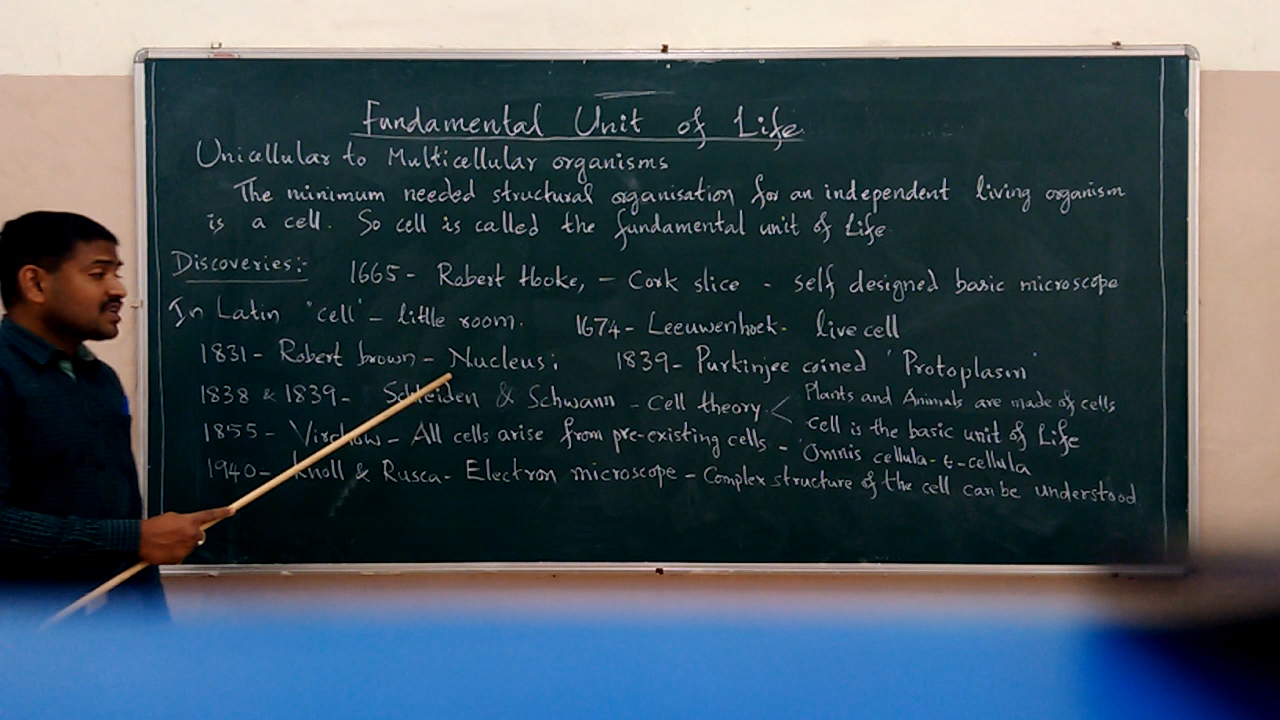 Fundamental Unit of Life
Unicellular to Multicellular organisms
The minimum needed structural organisation for an independent living organism
is a cell. So cell is called the fundamental unit of Life
Discoveries:- 1665- Robert Hooke, - Cork slice - self designed basic microscope
In Latin "cell" - little room. 1674- Leeuwenhoek- live cell
1831- Robert brown - Nucleus; 1839- Purkinjee coined 'Protoplasm'
1838 & 1839- Schleiden & Schwann - Cell theory < Plants and Animals are made of cells
cell is the basic unit of Life
1855- Virchow - All cells arise from pre-existing cells - 'Omnis cellula-e-cellula
1940- Knoll & Rusca- Electron microscope - Complex structure of the cell can be understood